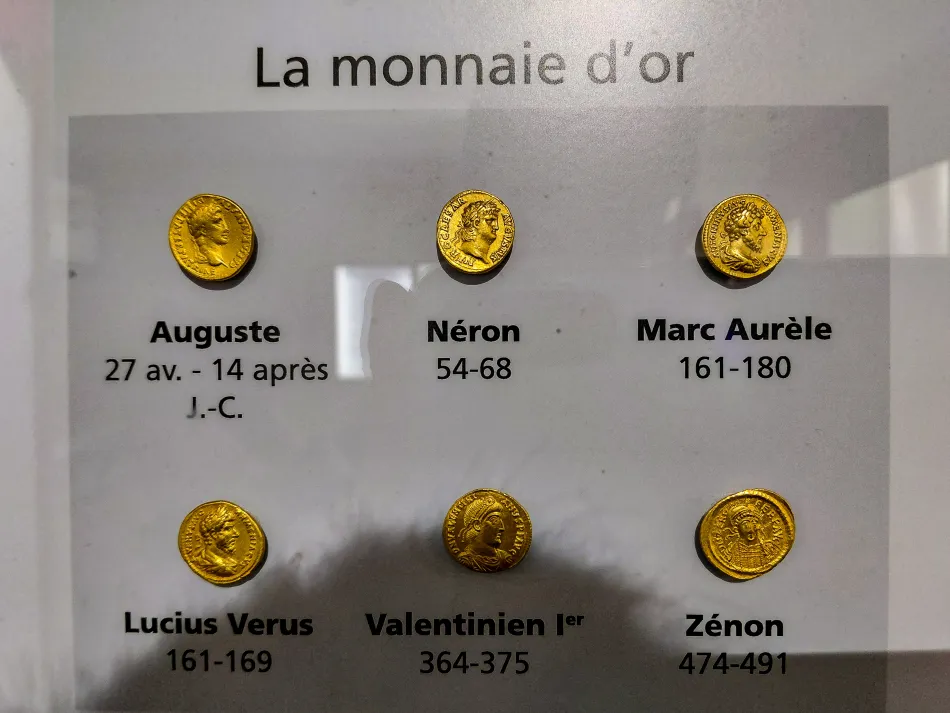 La monnaie d'or
Auguste
27 av. - 14 après
J.-C.
Néron
54-68
Marc Aurèle
161-180
Lucius Verus
161-169
Valentinien Ier
364-375
Zénon
474-491